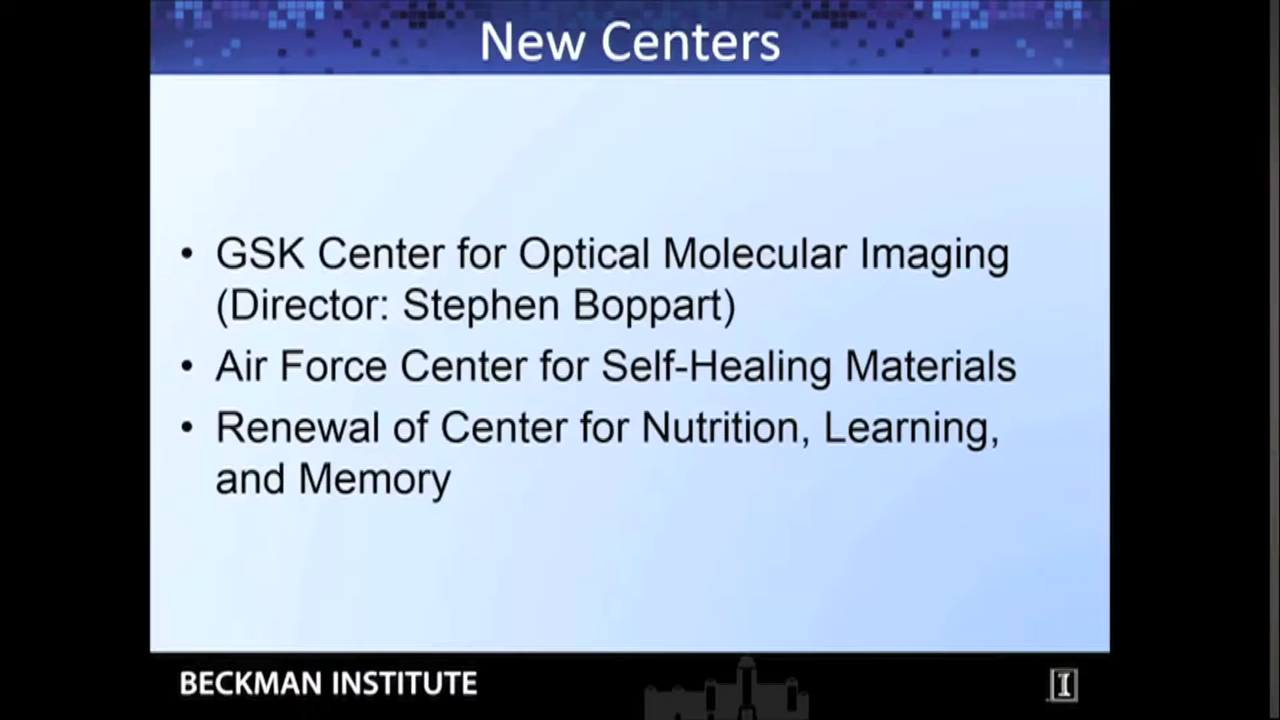 New Centers
• GSK Center for Optical Molecular Imaging
(Director: Stephen Boppart)
• Air Force Center for Self-Healing Materials
• Renewal of Center for Nutrition, Learning,
and Memory
BECKMAN INSTITUTE
I